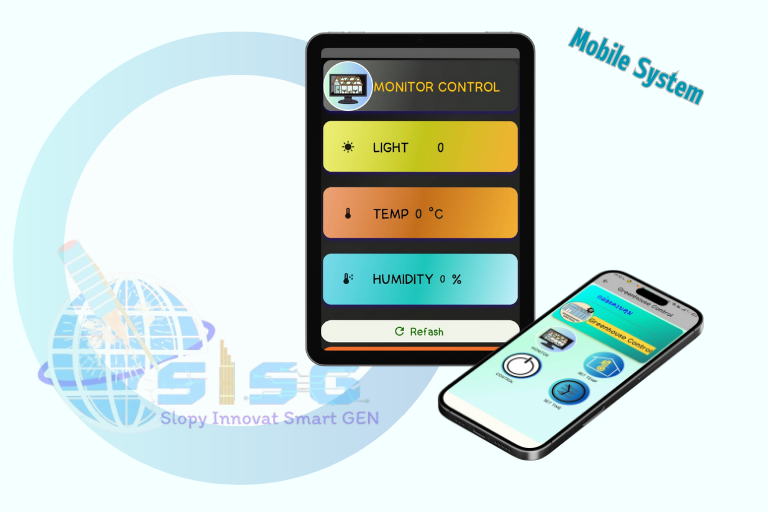 Mobile System
MONITOR CONTROL
LIGHT 0
TEMP 0 °C
HUMIDITY 0 %
Refash
Greenhouse Control
Greenhouse Control
MONITOR
SET TEMP
CONTROL
SET TIME
S.I.S.G
Slopy Innovat Smart GEN